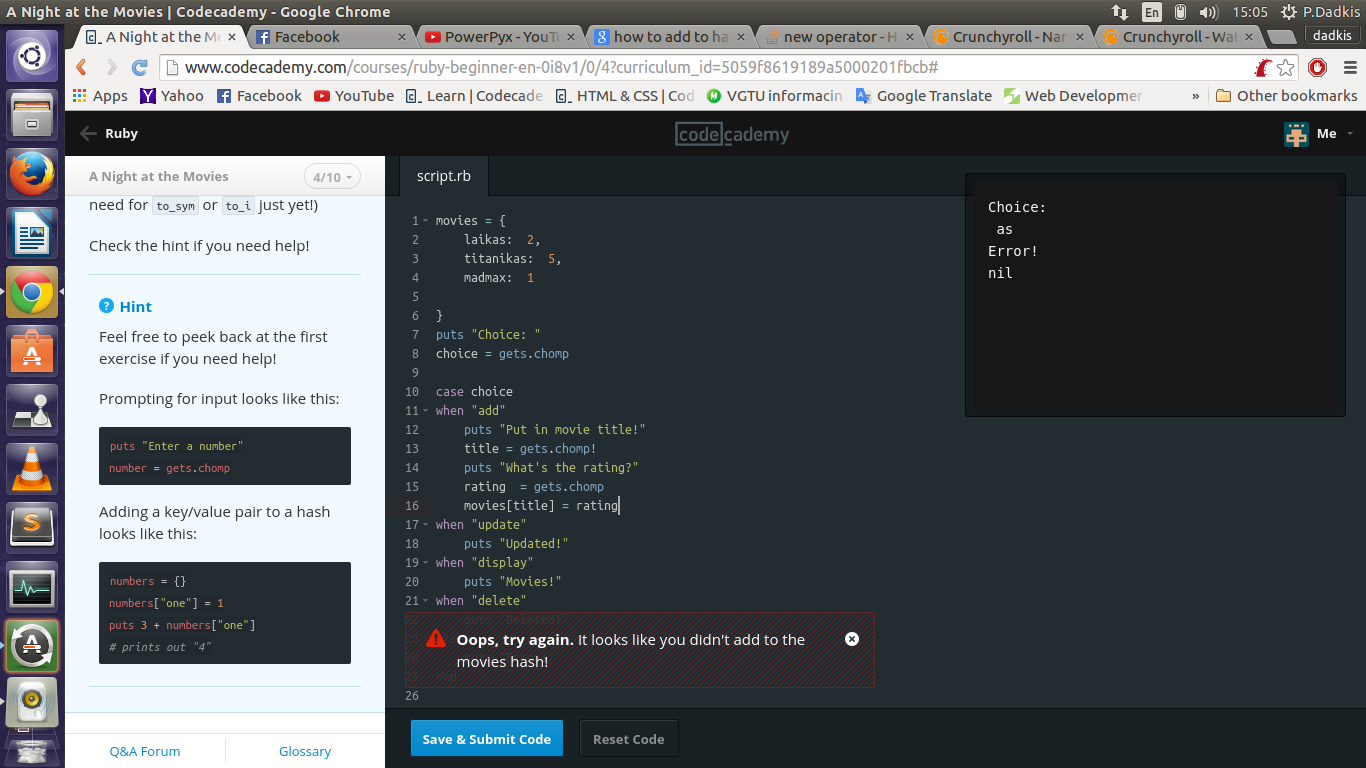 A Night at the Movies | Codecademy - Google Chrome
En 15:05 P.Dadkis
A Night at the Mo
Facebook
PowerPyx - YouT
how to add to ha
new operator - H
Crunchyroll - Nar
Crunchyroll - Wat
dadkis
www.codecademy.com/courses/ruby-beginner-en-0i8v1/0/4?curriculum_id=5059f8619189a5000201fbcb#
Apps Yahoo Facebook YouTube Learn | Codecade HTML & CSS | Cod VGTU informacin Google Translate Web Developmer » Other bookmarks
Ruby
codecademy
Me
A Night at the Movies
4/10
need for to_sym or to_i just yet!)
Check the hint if you need help!
? Hint
Feel free to peek back at the first
exercise if you need help!
Prompting for input looks like this:
puts "Enter a number"
number = gets.chomp
Adding a key/value pair to a hash
looks like this:
numbers = {}
numbers["one"] = 1
puts 3 + numbers["one"]
# prints out "4"
Q&A Forum
Glossary
script.rb
1 movies = {
2 laikas: 2,
3 titanikas: 5,
4 madmax: 1
5
6 }
7 puts "Choice: "
8 choice = gets.chomp
9
10 case choice
11 when "add"
12 puts "Put in movie title!"
13 title = gets.chomp!
14 puts "What's the rating?"
15 rating  = gets.chomp
16 movies[title] = rating
17 when "update"
18 puts "Updated!"
19 when "display"
20 puts "Movies!"
21 when "delete"
Oops, try again. It looks like you didn't add to the
movies hash!
end
26
Save & Submit Code
Reset Code
Choice:
as
Error!
nil